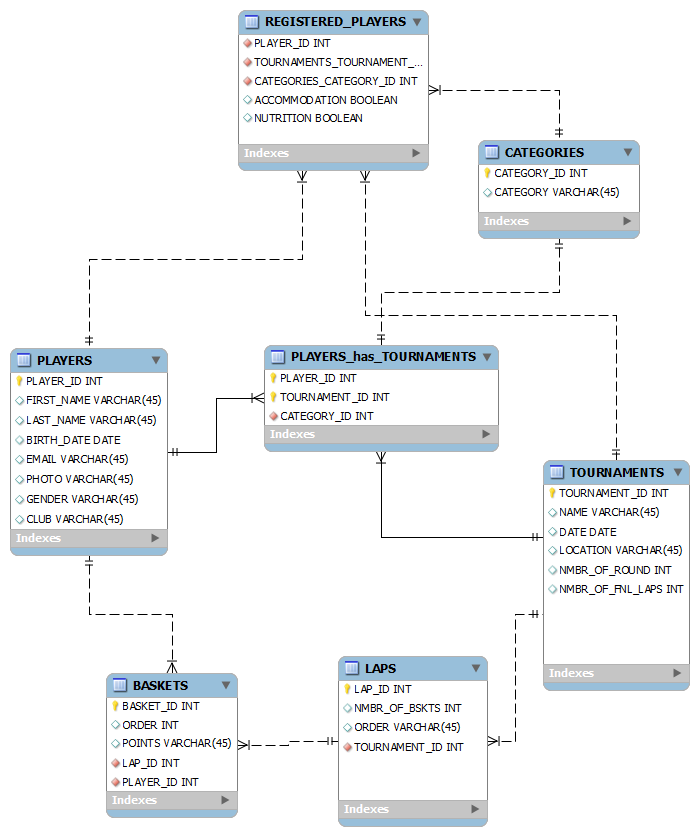 REGISTERED_PLAYERS
PLAYER_ID INT
TOURNAMENTS_TOURNAMENT_...
CATEGORIES_CATEGORY_ID INT
ACCOMMODATION BOOLEAN
NUTRITION BOOLEAN
Indexes
CATEGORIES
CATEGORY_ID INT
CATEGORY VARCHAR(45)
Indexes
PLAYERS
PLAYER_ID INT
FIRST_NAME VARCHAR(45)
LAST_NAME VARCHAR(45)
BIRTH_DATE DATE
EMAIL VARCHAR(45)
PHOTO VARCHAR(45)
GENDER VARCHAR(45)
CLUB VARCHAR(45)
Indexes
PLAYERS_has_TOURNAMENTS
PLAYER_ID INT
TOURNAMENT_ID INT
CATEGORY_ID INT
Indexes
TOURNAMENTS
TOURNAMENT_ID INT
NAME VARCHAR(45)
DATE DATE
LOCATION VARCHAR(45)
NMBR_OF_ROUND INT
NMBR_OF_FNL_LAPS INT
Indexes
BASKETS
BASKET_ID INT
ORDER INT
POINTS VARCHAR(45)
LAP_ID INT
PLAYER_ID INT
Indexes
LAPS
LAP_ID INT
NMBR_OF_BSKTS INT
ORDER VARCHAR(45)
TOURNAMENT_ID INT
Indexes